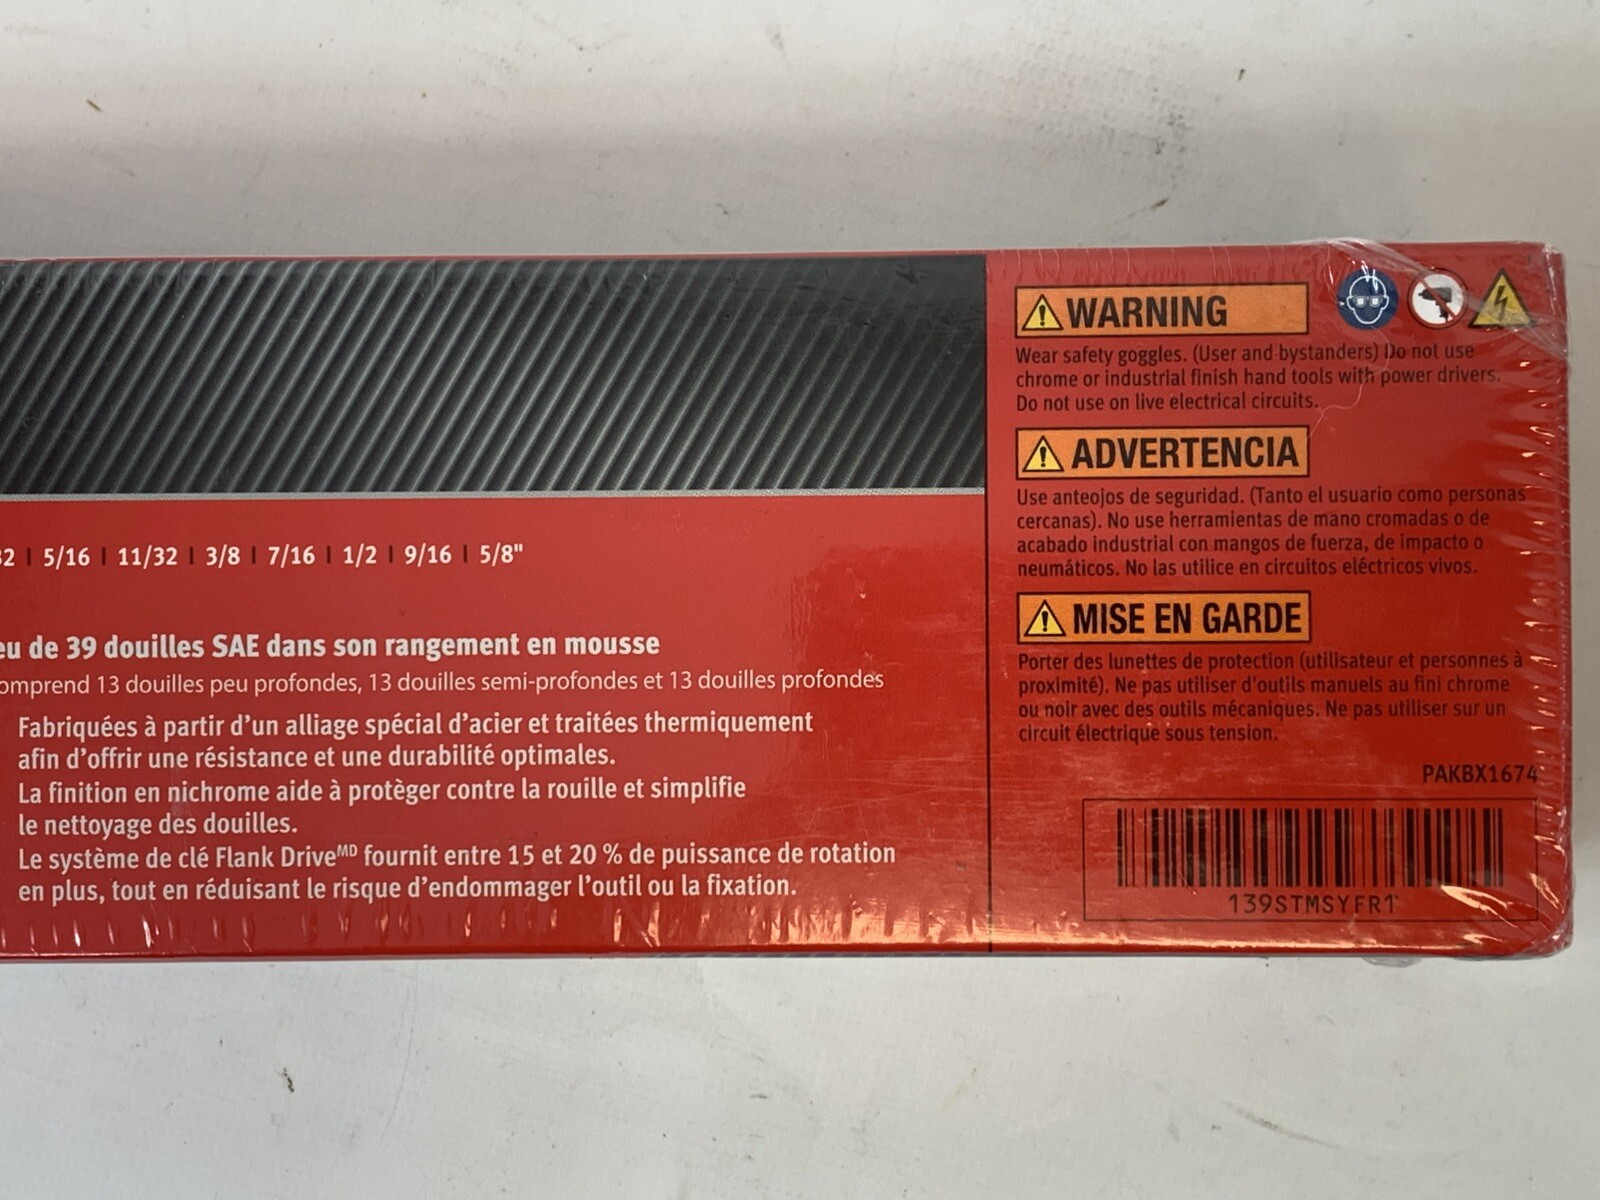 32 | 5/16 | 11/32 | 3/8 | 7/16 | 1/2 | 9/16 | 5/8"
eu de 39 douilles SAE dans son rangement en mousse
omprend 13 douilles peu profondes, 13 douilles semi-profondes et 13 douilles profondes
Fabriquées à partir d'un alliage spécial d'acier et traitées thermiquement
afin d'offrir une résistance et une durabilité optimales.
La finition en nichrome aide à protèger contre la rouille et simplifie
le nettoyage des douilles.
Le système de clé Flank Drive MD fournit entre 15 et 20 % de puissance de rotation
en plus, tout en réduisant le risque d'endommager l'outil ou la fixation.
WARNING
Wear safety goggles. (User and bystanders) Do not use
chrome or industrial finish hand tools with power drivers.
Do not use on live electrical circuits.
ADVERTENCIA
Use anteojos de seguridad. (Tanto el usuario como personas
cercanas). No use herramientas de mano cromadas o de
acabado industrial con mangos de fuerza, de impacto o
neumáticos. No las utilice en circuitos eléctricos vivos.
MISE EN GARDE
Porter des lunettes de protection (utilisateur et personnes à
proximité). Ne pas utiliser d'outils manuels au fini chrome
ou noir avec des outils mécaniques. Ne pas utiliser sur un
circuit électrique sous tension.
PAKBX1674
139STMSYFR1